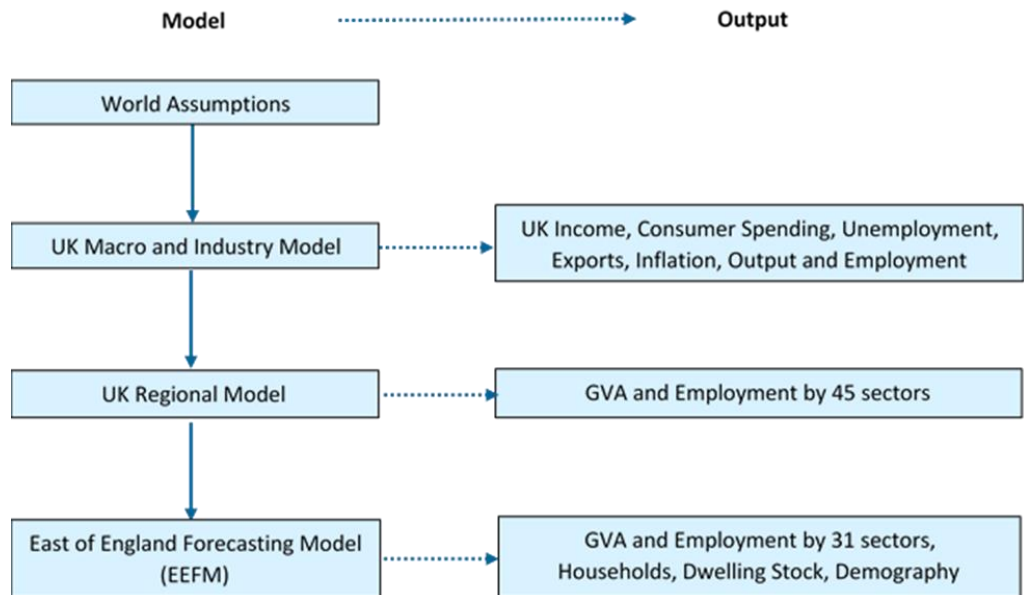 Model
Output
World Assumptions
UK Macro and Industry Model
UK Income, Consumer Spending, Unemployment,
Exports, Inflation, Output and Employment
UK Regional Model
GVA and Employment by 45 sectors
East of England Forecasting Model
(EEFM)
GVA and Employment by 31 sectors,
Households, Dwelling Stock, Demography